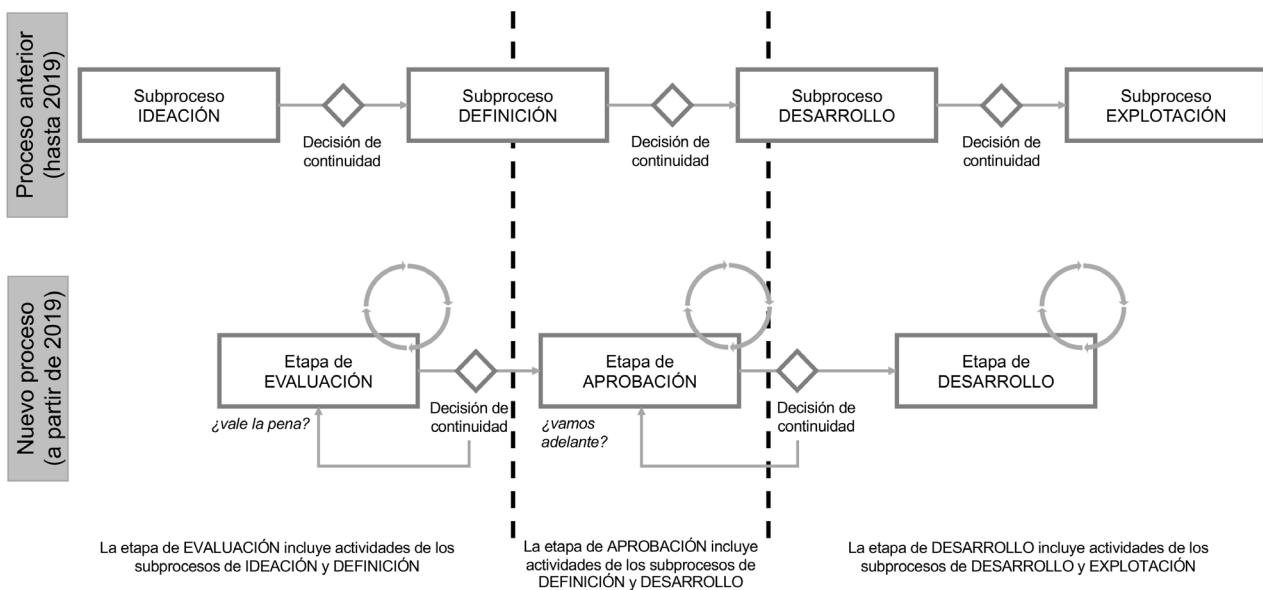 Proceso anterior
(hasta 2019)
Subproceso
IDEACIÓN
Decisión de
continuidad
Subproceso
DEFINICIÓN
Decisión de
continuidad
Subproceso
DESARROLLO
Decisión de
continuidad
Subproceso
EXPLOTACIÓN
Nuevo proceso
(a partir de 2019)
Etapa de
EVALUACIÓN
¿vale la pena?
Decisión de
continuidad
Etapa de
APROBACIÓN
¿vamos
adelante?
Decisión de
continuidad
Etapa de
DESARROLLO
La etapa de EVALUACIÓN incluye actividades de los
subprocesos de IDEACIÓN y DEFINICIÓN
La etapa de APROBACIÓN incluye
actividades de los subprocesos de
DEFINICIÓN y DESARROLLO
La etapa de DESARROLLO incluye actividades de los
subprocesos de DESARROLLO y EXPLOTACIÓN